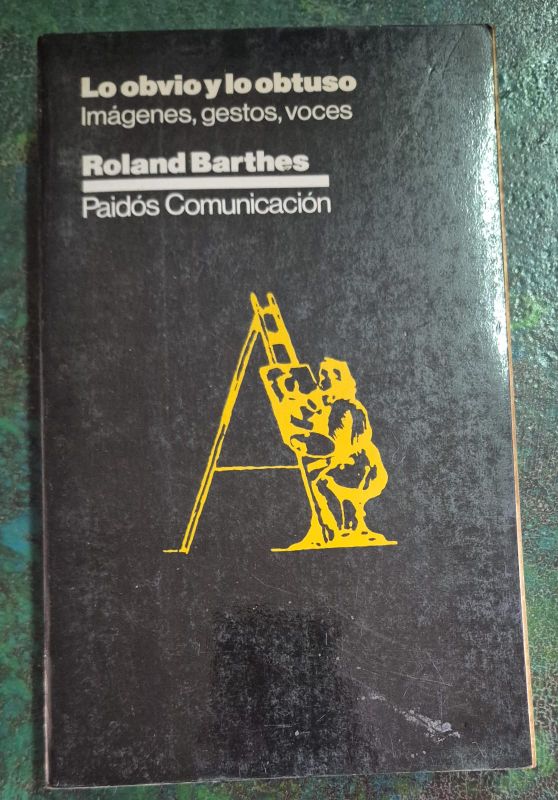 Lo obvio y lo obtuso
Imágenes, gestos, voces
Roland Barthes
Paidós Comunicación